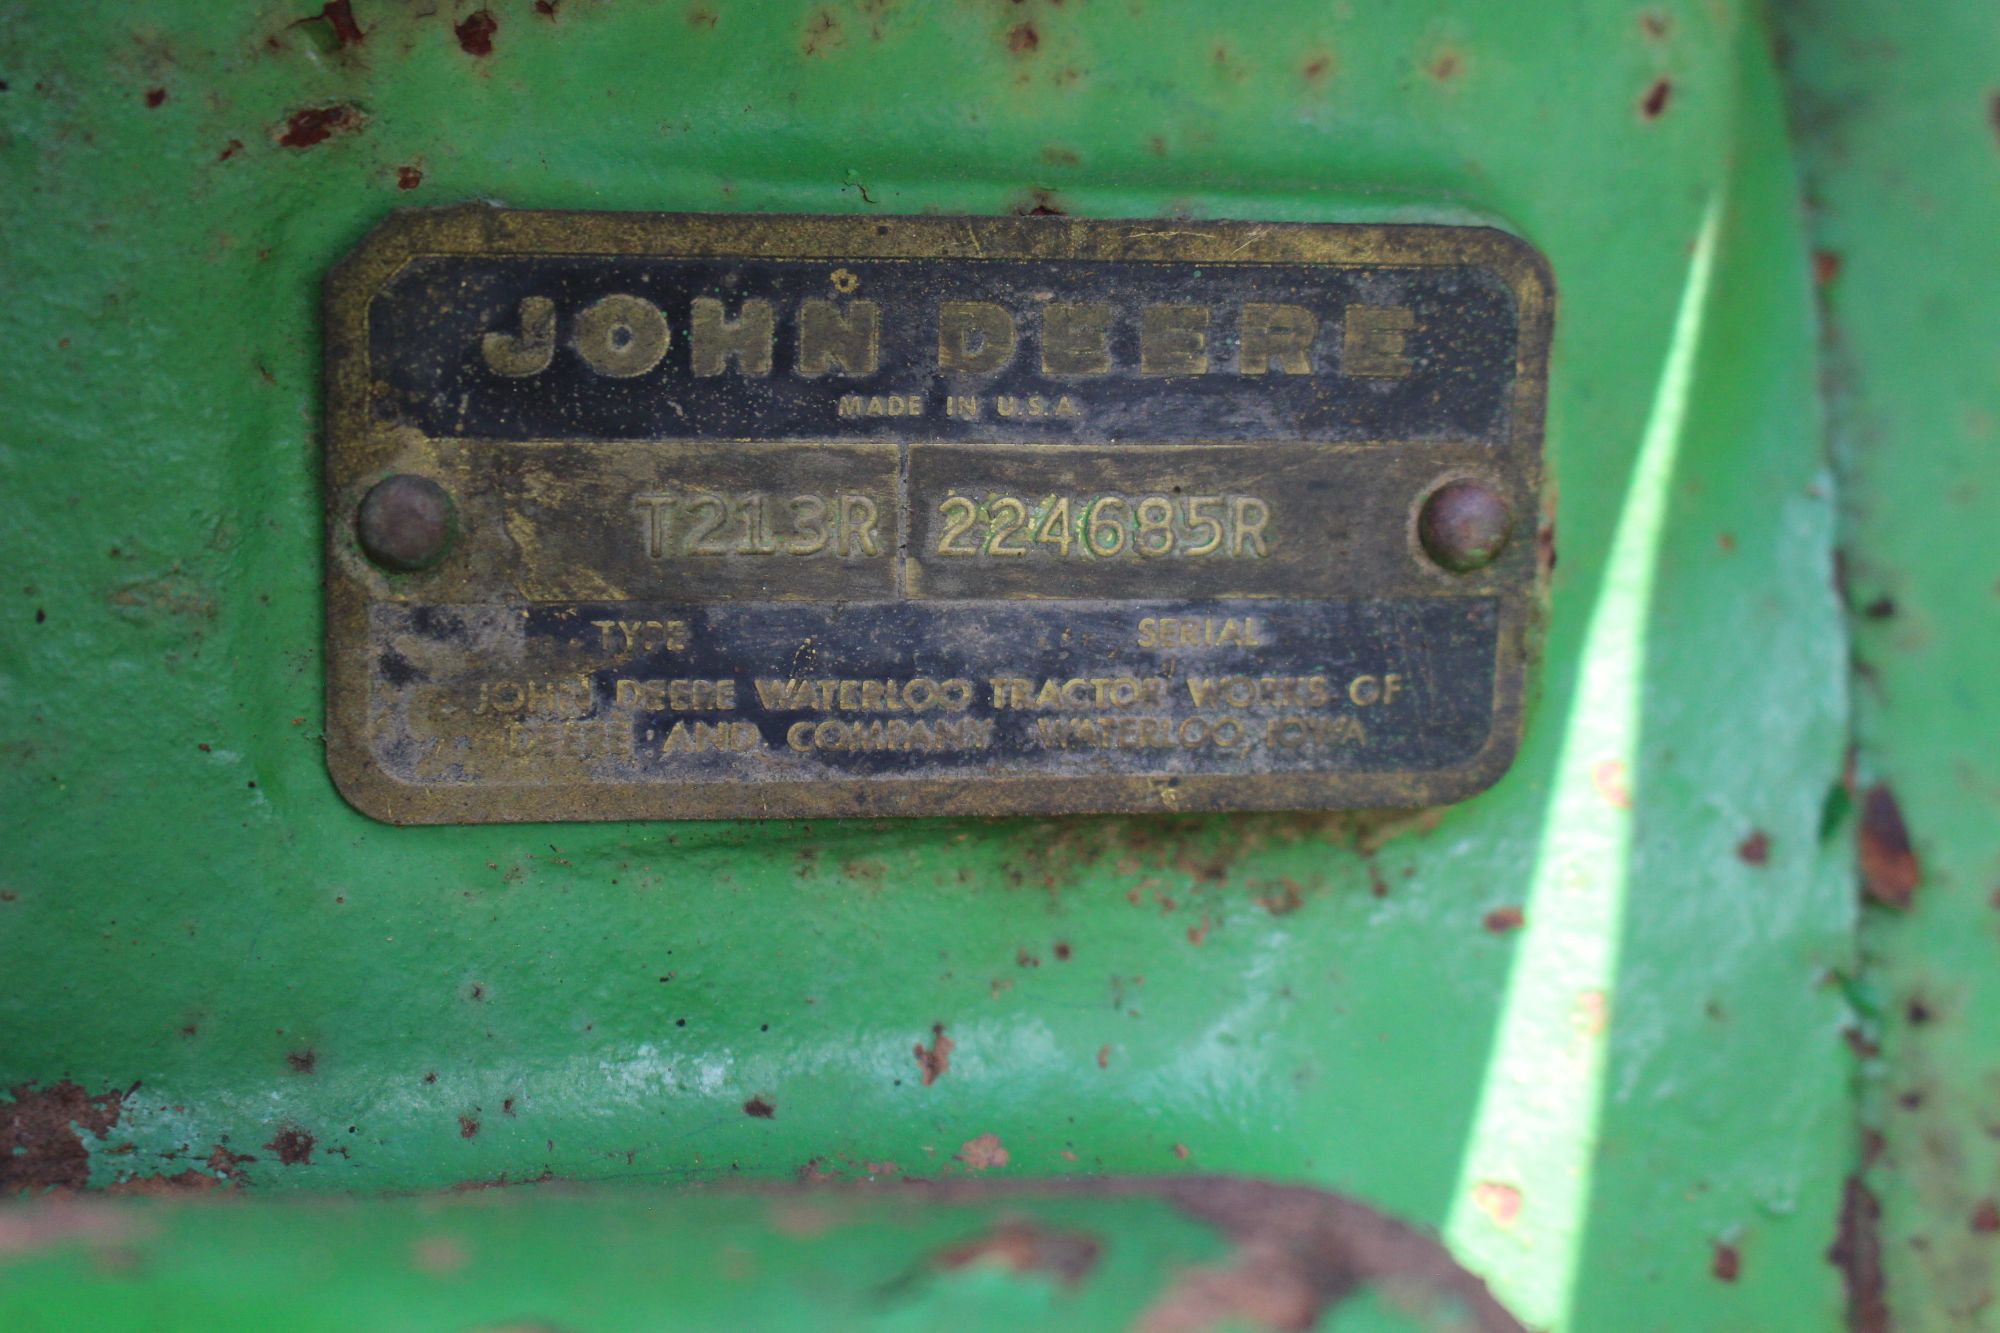 JOHN DEERE
MADE IN U.S.A.
T213R 224685R
TYPE SERIAL
JOHN DEERE WATERLOO TRACTOR WORKS OF
DEERE AND COMPANY WATERLOO, IOWA